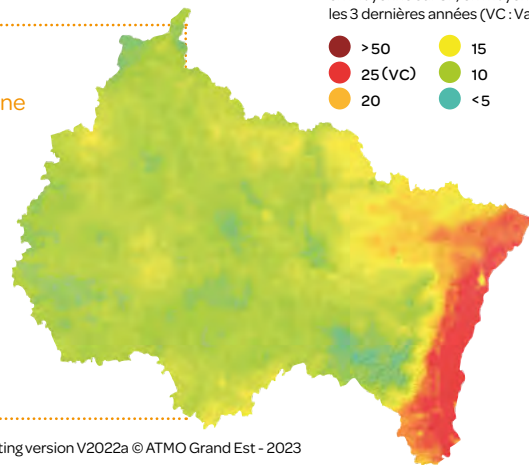 les 3 dernières années (VC : Va
>50
15
25 (VC)
10
20
<5
ne
ting version V2022a © ATMO Grand Est - 2023